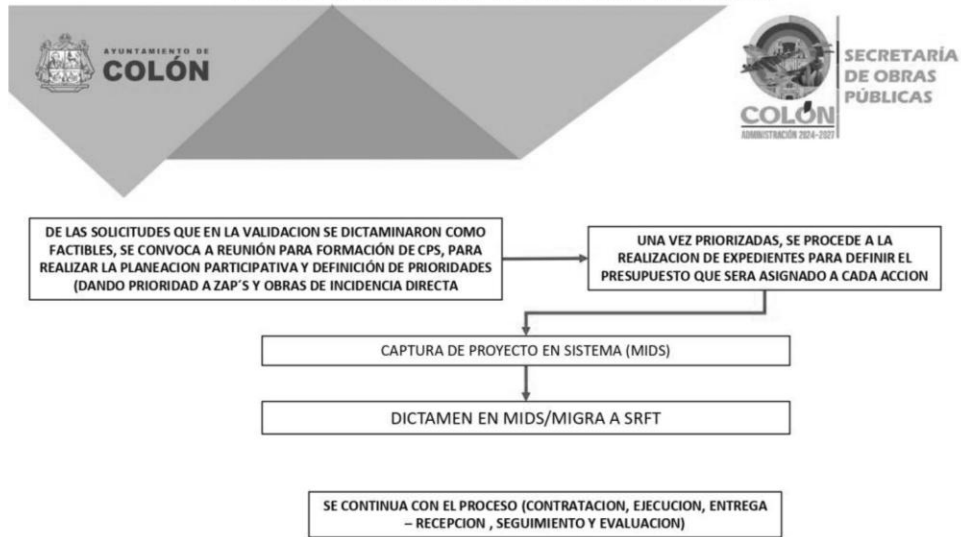 AYUNTAMIENTO DE
COLÓN
SECRETARÍA
DE OBRAS
PÚBLICAS
COLÓN
ADMINISTRACIÓN 2024-2027
DE LAS SOLICITUDES QUE EN LA VALIDACION SE DICTAMINARON COMO
FACTIBLES, SE CONVOCA A REUNIÓN PARA FORMACIÓN DE CPS, PARA
REALIZAR LA PLANEACION PARTICIPATIVA Y DEFINICIÓN DE PRIORIDADES
(DANDO PRIORIDAD A ZAP´S Y OBRAS DE INCIDENCIA DIRECTA
UNA VEZ PRIORIZADAS, SE PROCEDE A LA
REALIZACION DE EXPEDIENTES PARA DEFINIR EL
PRESUPUESTO QUE SERA ASIGNADO A CADA ACCION
CAPTURA DE PROYECTO EN SISTEMA (MIDS)
DICTAMEN EN MIDS/MIGRA A SRFT
SE CONTINUA CON EL PROCESO (CONTRATACION, EJECUCION, ENTREGA
– RECEPCION , SEGUIMIENTO Y EVALUACION)